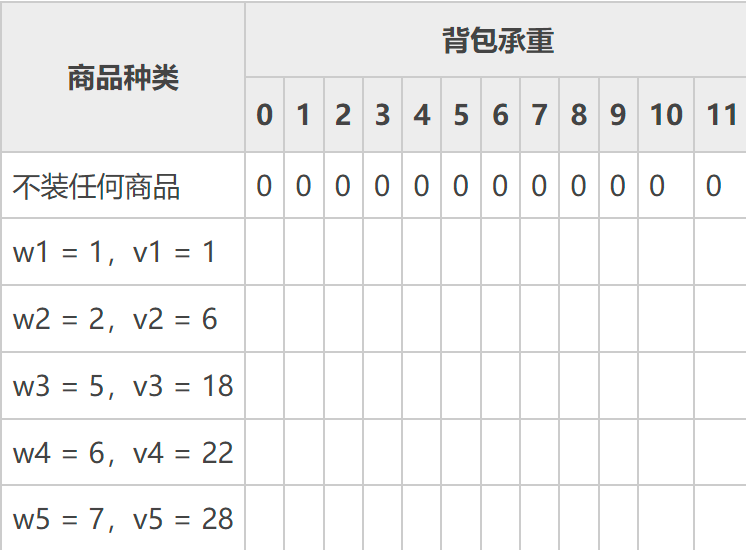 商品种类
背包承重
0 1 2 3 4 5 6 7 8 9 10 11
不装任何商品 0 0 0 0 0 0 0 0 0 0 0 0
w1 = 1，v1 = 1
w2 = 2，v2 = 6
w3 = 5，v3 = 18
w4 = 6，v4 = 22
w5 = 7，v5 = 28